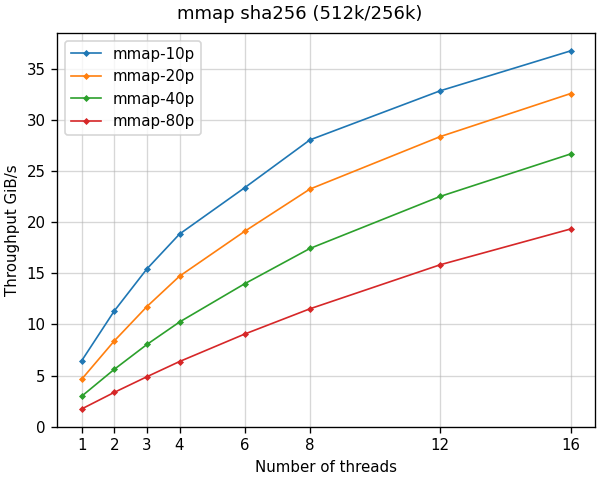 mmap sha256 (512k/256k)
mmap-10p
mmap-20p
mmap-40p
mmap-80p
Throughput GiB/s
35
30
25
20
15
10
5
0
1 2 3 4 6 8 12 16
Number of threads